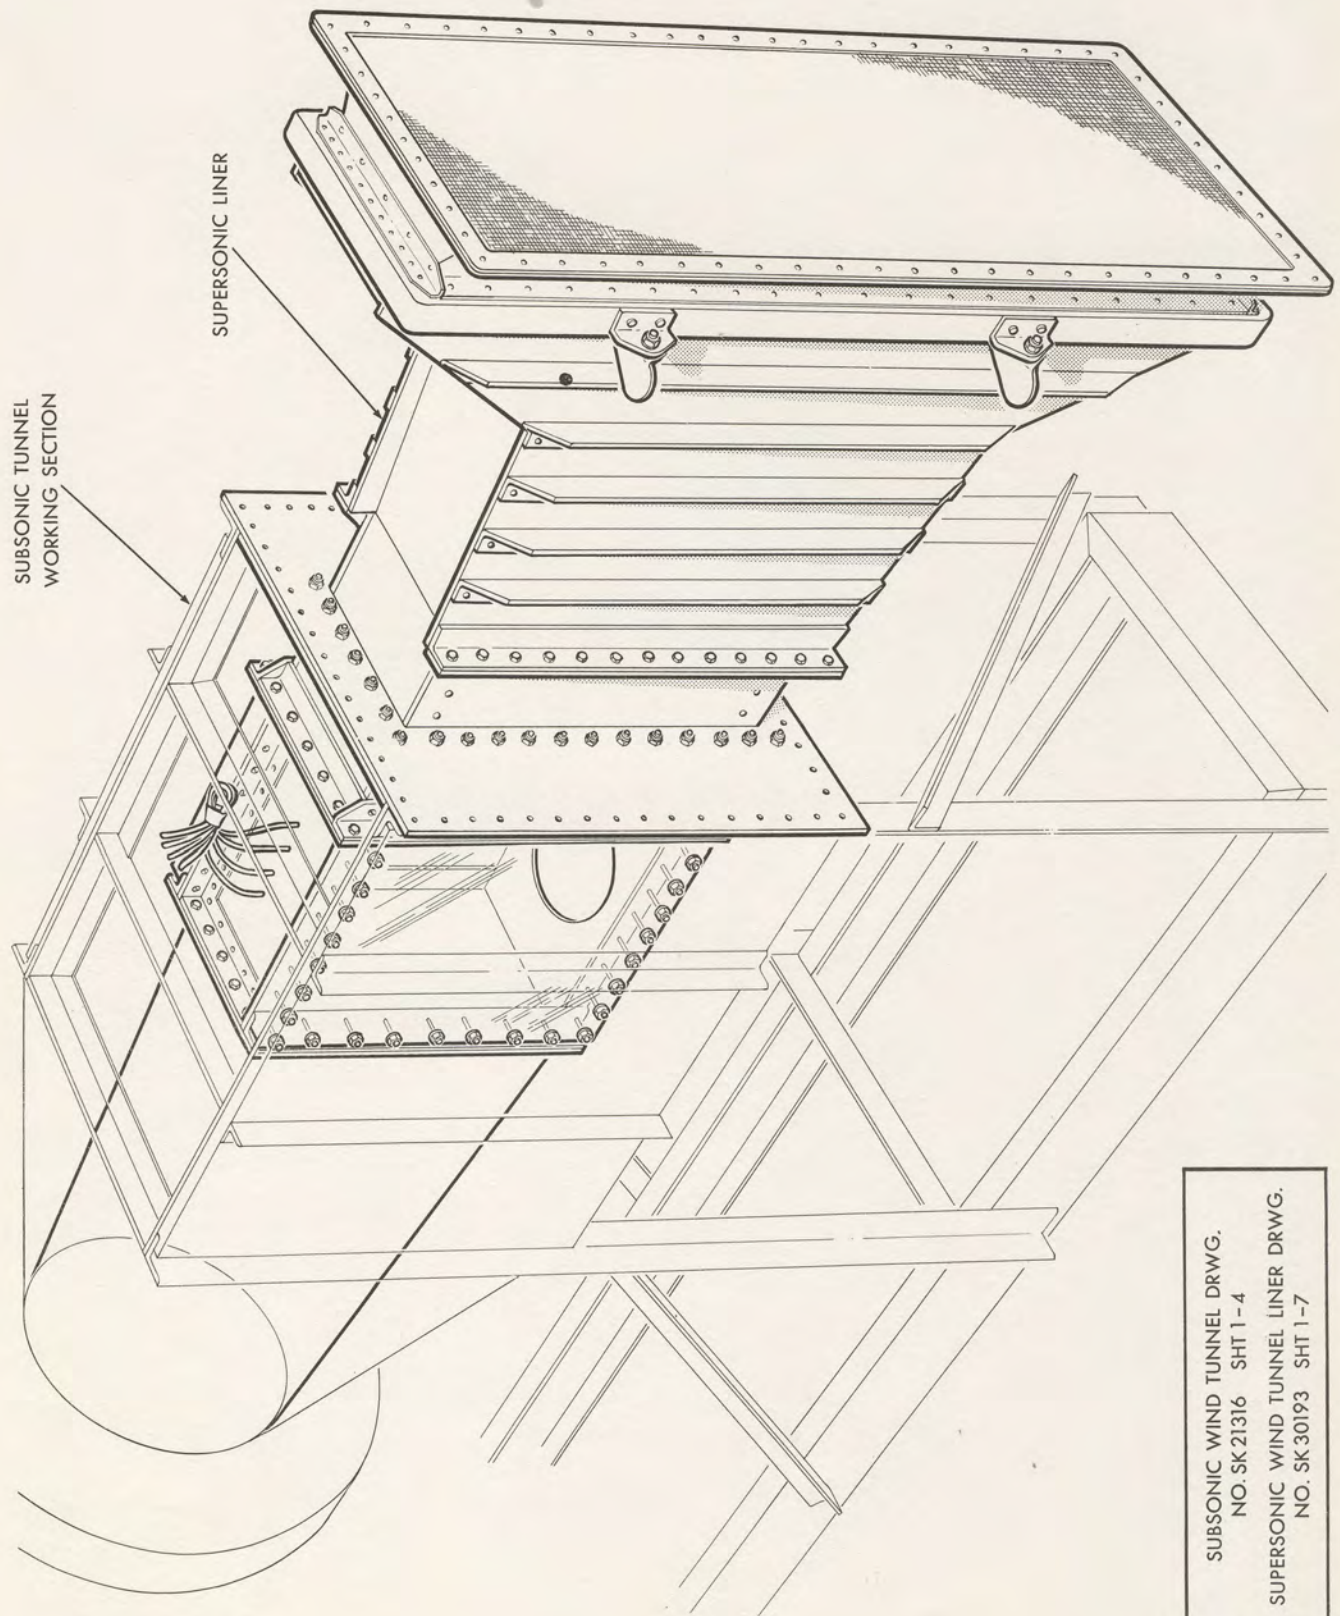 SUBSONIC TUNNEL
WORKING SECTION
SUPERSONIC LINER
SUBSONIC WIND TUNNEL DRWG.
NO. SK 21316 SHT 1-4
SUPERSONIC WIND TUNNEL LINER DRWG.
NO. SK 30193 SHT 1-7